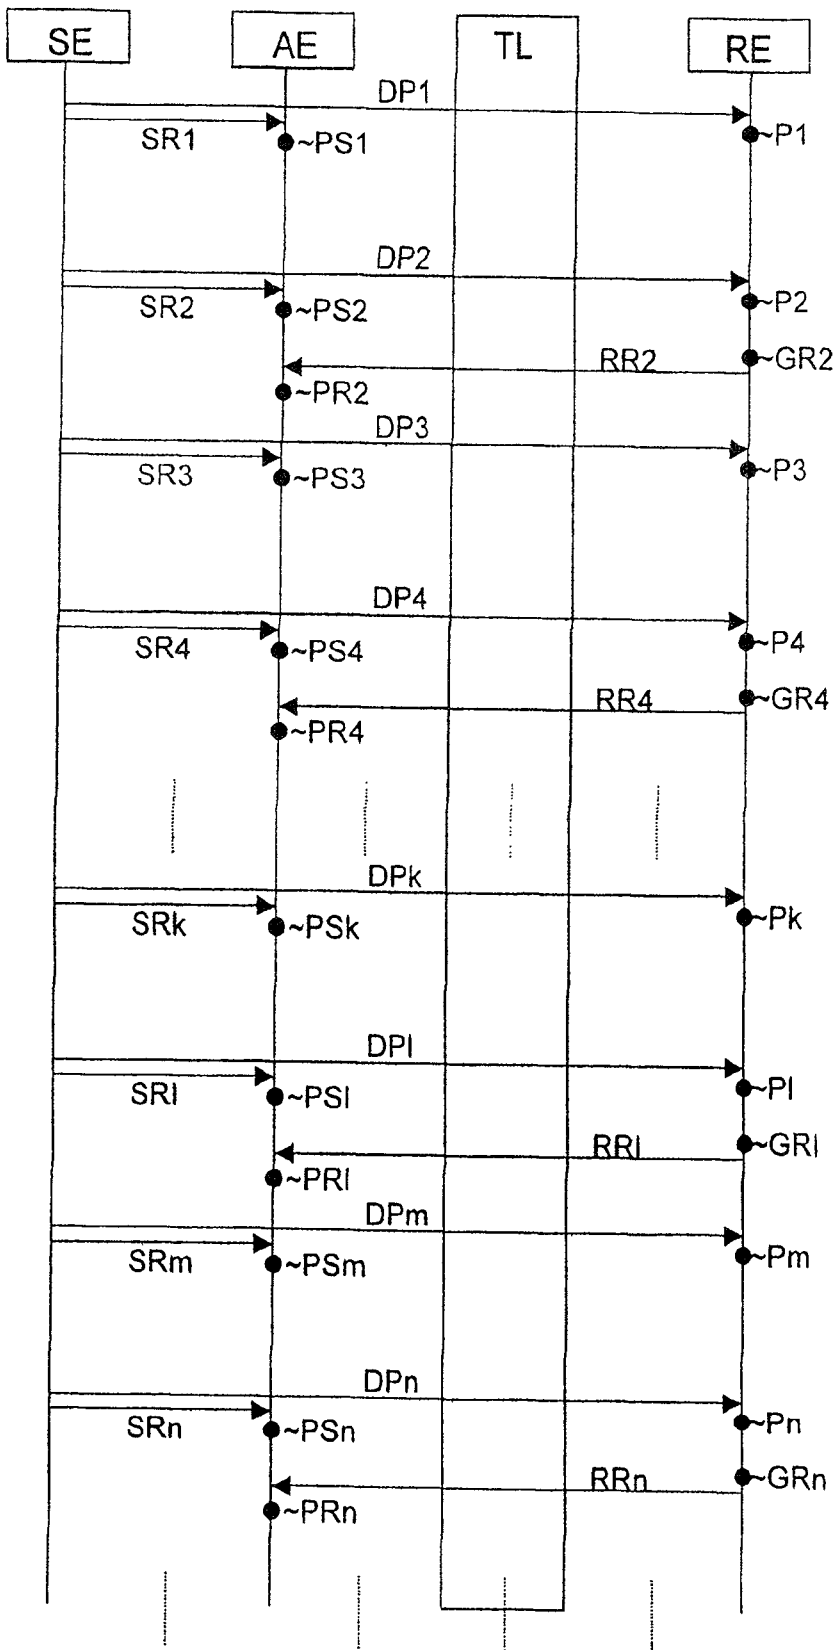 SE AE TL RE
DP1
SR1 ~PS1 ~P1
DP2
SR2 ~PS2 ~P2
RR2 ~GR2
~PR2
DP3
SR3 ~PS3 ~P3
DP4
SR4 ~PS4 ~P4
RR4 ~GR4
~PR4
DPk
SRk ~PSk ~Pk
DPl
SRl ~PSl ~Pl
RRl ~GRl
~PRl
DPm
SRm ~PSm ~Pm
DPn
SRn ~PSn ~Pn
RRn ~GRn
~PRn